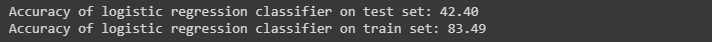 Accuracy of logistic regression classifier on test set: 42.40
Accuracy of logistic regression classifier on train set: 83.49